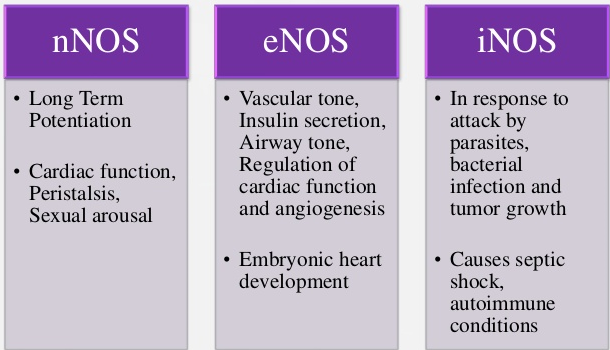 nNOS
• Long Term
Potentiation
• Cardiac function,
Peristalsis,
Sexual arousal
eNOS
• Vascular tone,
Insulin secretion,
Airway tone,
Regulation of
cardiac function
and angiogenesis
• Embryonic heart
development
iNOS
• In response to
attack by
parasites,
bacterial
infection and
tumor growth
• Causes septic
shock,
autoimmune
conditions